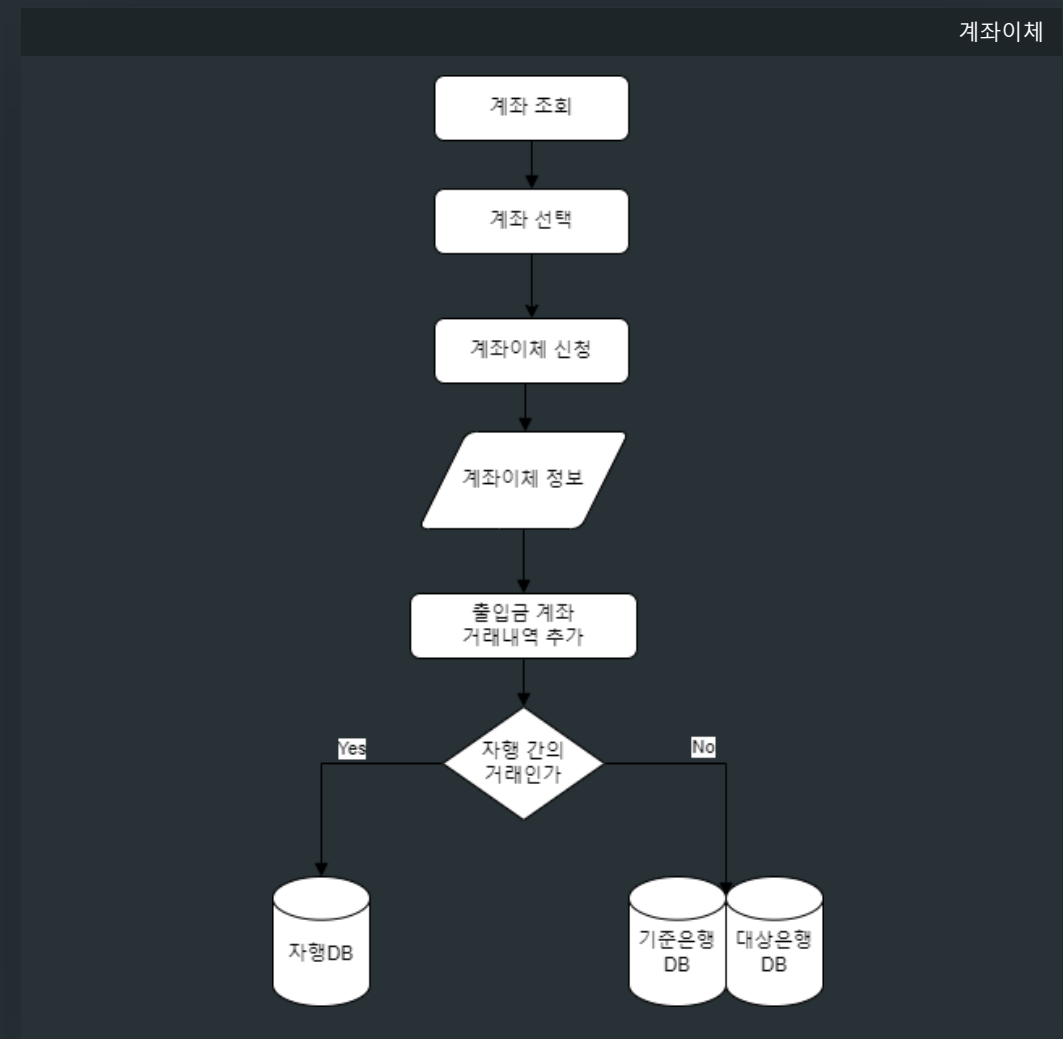 계좌이체
계좌 조회
계좌 선택
계좌이체 신청
계좌이체 정보
출입금 계좌
거래내역 추가
자행 간의
거래인가
Yes
No
자행DB
기준은행
DB
대상은행
DB